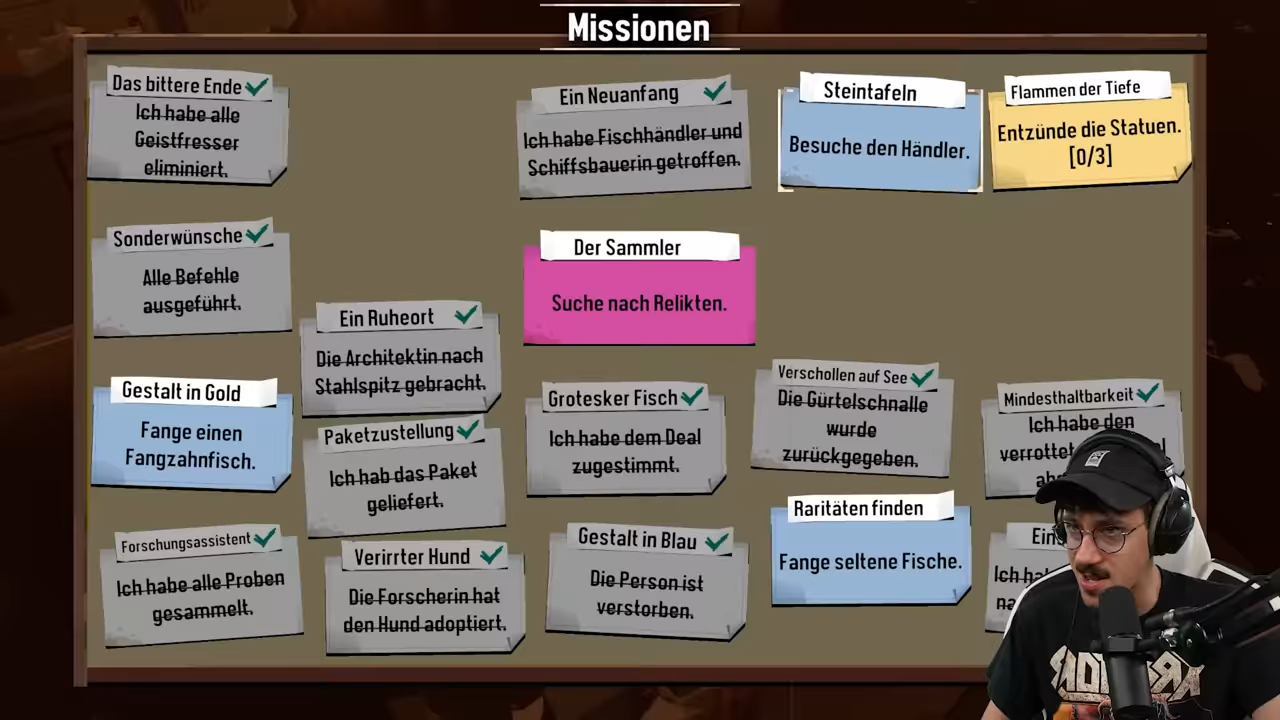 Missionen
Das bittere Ende
Ich habe alle
Geistfresser
eliminiert.
Ein Neuanfang
Ich habe Fischhändler und
Schiffsbauerin getroffen.
Steintafeln
Besuche den Händler.
Flammen der Tiefe
Entzünde die Statuen.
[0/3]
Sonderwünsche
Alle Befehle
ausgeführt.
Der Sammler
Suche nach Relikten.
Ein Ruheort
Die Architektin nach
Stahlspitz gebracht.
Gestalt in Gold
Fange einen
Fangzahnfisch.
Grotesker Fisch
Ich habe dem Deal
zugestimmt.
Verschollen auf See
Die Gürtelschnalle
wurde
zurückgegeben.
Mindesthaltbarkeit
Ich habe den
Paketzustellung
Ich hab das Paket
geliefert.
Raritäten finden
Fange seltene Fische.
Forschungsassistent
Ich habe alle Proben
gesammelt.
Verirrter Hund
Die Forscherin hat
den Hund adoptiert.
Gestalt in Blau
Die Person ist
verstorben.